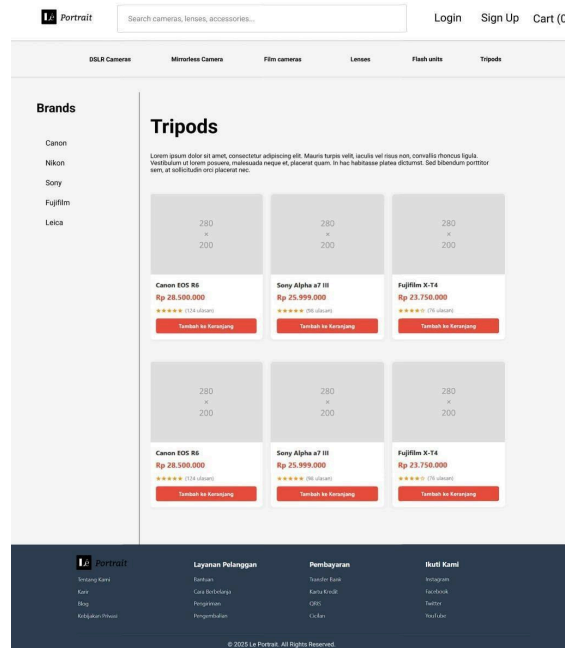 Lé Portrait
Search cameras, lenses, accessories...
Login
Sign Up
Cart (0
DSLR Cameras
Mirrorless Camera
Film cameras
Lenses
Flash units
Tripods
Brands
Canon
Nikon
Sony
Fujifilm
Leica
Tripods
Lorem ipsum dolor sit amet, consectetur adipiscing elit. Mauris turpis velit, iaculis vel risus non, convallis rhoncus ligula.
Vestibulum ut lorem posuere, malesuada neque et, placerat quam. In hac habitasse platea dictumst. Sed bibendum porttitor
sem, at sollicitudin orci placerat nec.
280
×
200
Canon EOS R6
Rp 28.500.000
★★★★★ (124 ulasan)
Tambah ke Keranjang
280
×
200
Sony Alpha a7 III
Rp 25.999.000
★★★★★ (98 ulasan)
Tambah ke Keranjang
280
×
200
Fujifilm X-T4
Rp 23.750.000
★★★★☆ (76 ulasan)
Tambah ke Keranjang
280
×
200
Canon EOS R6
Rp 28.500.000
★★★★★ (124 ulasan)
Tambah ke Keranjang
280
×
200
Sony Alpha a7 III
Rp 25.999.000
★★★★★ (98 ulasan)
Tambah ke Keranjang
280
×
200
Fujifilm X-T4
Rp 23.750.000
★★★★☆ (76 ulasan)
Tambah ke Keranjang
Lé Portrait
Tentang Kami
Karir
Blog
Kebijakan Privasi
Layanan Pelanggan
Bantuan
Cara Berbelanja
Pengiriman
Pengembalian
Pembayaran
Transfer Bank
Kartu Kredit
QRIS
Cicilan
Ikuti Kami
Instagram
Facebook
Twitter
YouTube
© 2025 Le Portrait. All Rights Reserved.